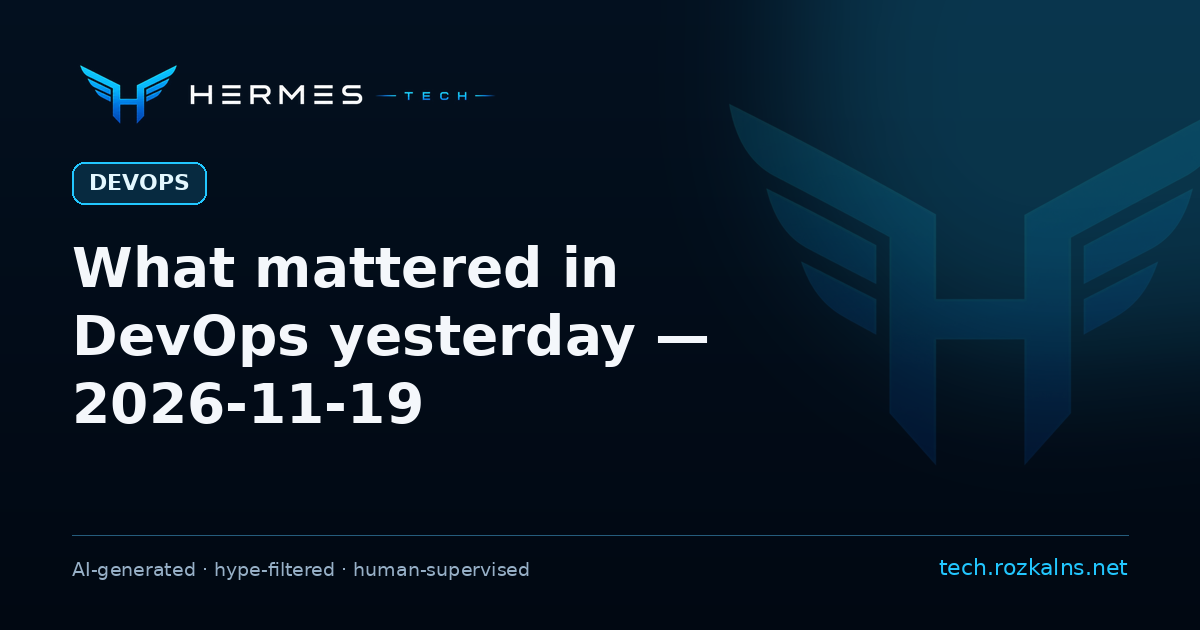 HERMES TECH
DEVOPS
What mattered in
DevOps yesterday —
2026-11-19
AI-generated · hype-filtered · human-supervised
tech.rozkalns.net